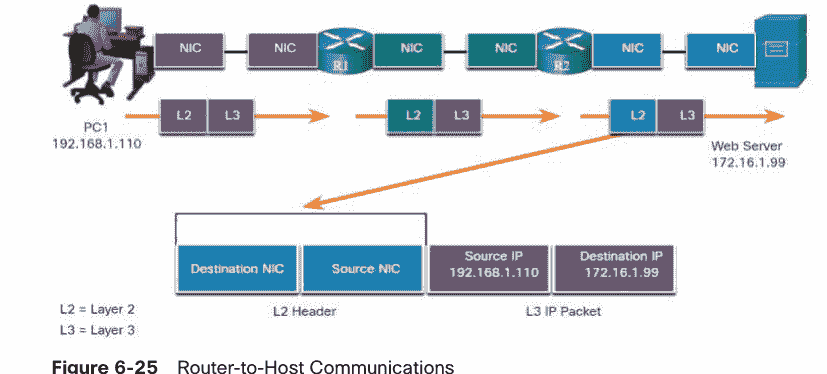 NIC NIC R1 NIC NIC R2 NIC NIC
L2 L3 L2 L3 L2 L3
PC1
192.168.1.110
Web Server
172.16.1.99
Destination NIC Source NIC Source IP Destination IP
192.168.1.110 172.16.1.99
L2 = Layer 2 L2 Header L3 IP Packet
L3 = Layer 3
Figure 6-25 Router-to-Host Communications